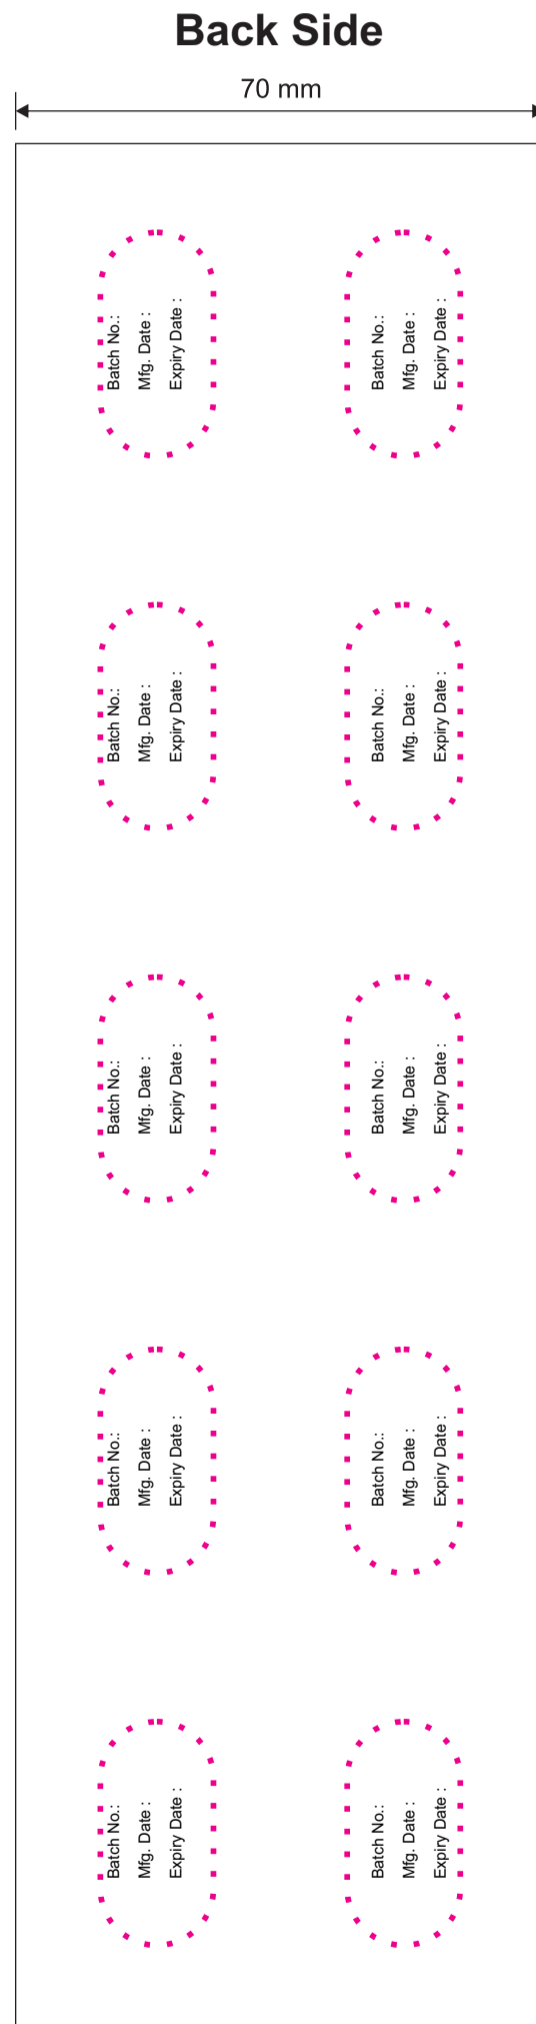 Back Side
70 mm
Batch No.:
Mfg. Date :
Expiry Date :
Batch No.:
Mfg. Date :
Expiry Date :
Batch No.:
Mfg. Date :
Expiry Date :
Batch No.:
Mfg. Date :
Expiry Date :
Batch No.:
Mfg. Date :
Expiry Date :
Batch No.:
Mfg. Date :
Expiry Date :
Batch No.:
Mfg. Date :
Expiry Date :
Batch No.:
Mfg. Date :
Expiry Date :
Batch No.:
Mfg. Date :
Expiry Date :
Batch No.:
Mfg. Date :
Expiry Date :